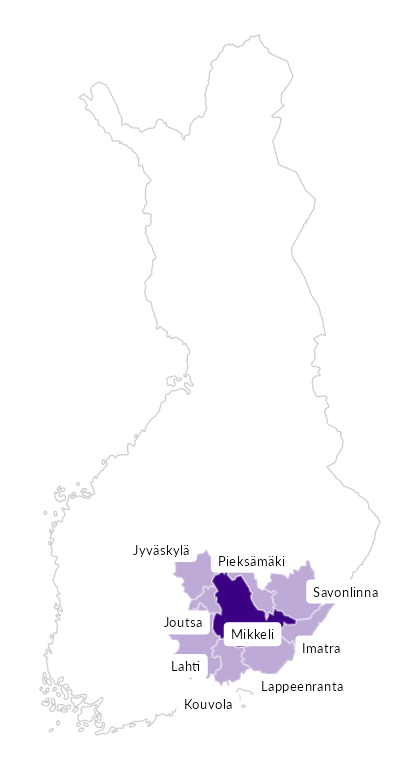 Jyväskylä
Pieksämäki
Savonlinna
Joutsa
Mikkeli
Imatra
Lahti
Lappeenranta
Kouvola